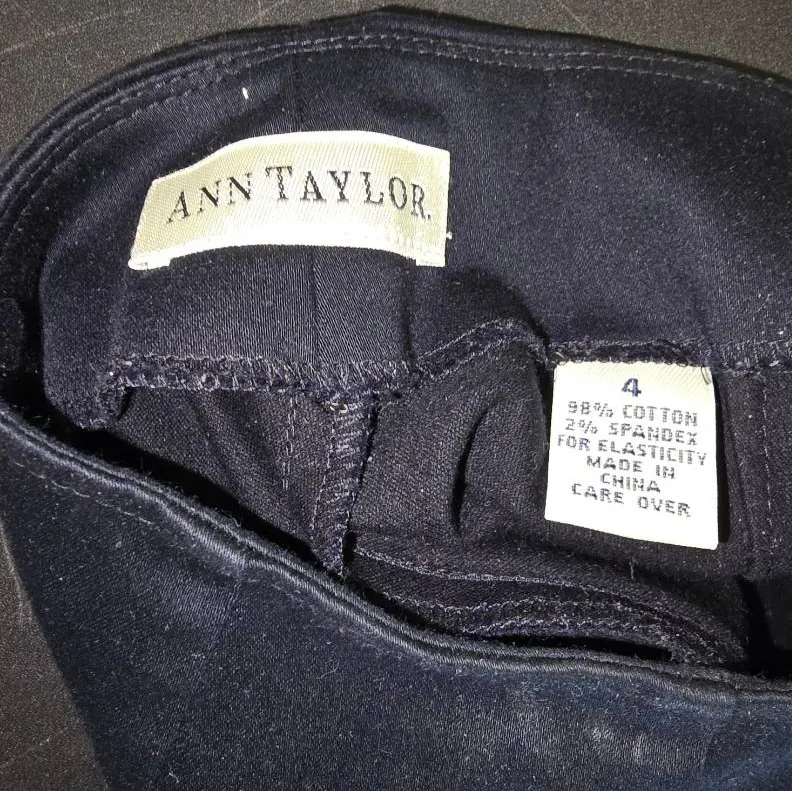 ANN TAYLOR.
4
98% COTTON
2% SPANDEX
FOR ELASTICITY
MADE IN
CHINA
CARE OVER